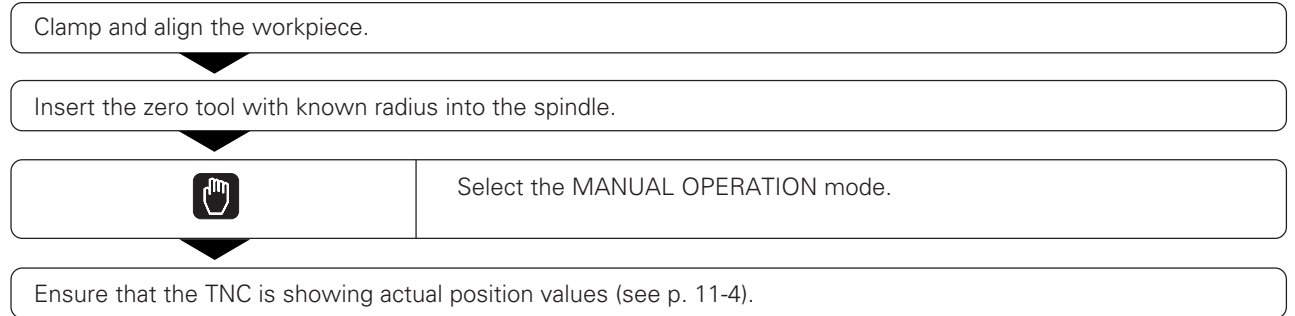 Clamp and align the workpiece.
Insert the zero tool with known radius into the spindle.
Select the MANUAL OPERATION mode.
Ensure that the TNC is showing actual position values (see p. 11-4).